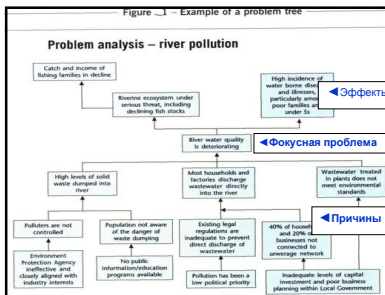 Figure 1 – Example of a problem tree
Problem analysis – river pollution
Catch and income of
fishing families in decline
Riverine ecosystem under
serious threat, including
declining fish stocks
High incidence of
water borne
and illnesses,
particularly
poor families
under 5s
◄Эффекты
River water quality
is deteriorating
◄Фокусная проблема
High levels of solid
waste dumped into
river
Most households and
factories discharge
wastewater directly
into the river
Wastewater treated
in plants does not
meet environmental
standards
◄Причины
Polluters are not
controlled
Population not aware
of the danger of
waste dumping
Existing legal
regulations are
inadequate to prevent
direct discharge of
wastewater
40% of
and 20%
businesses not
connected to
sewerage network
Environment
Protection Agency
ineffective and
closely aligned with
industry interests
No public
information/education
programs available
Pollution has been a
low political priority
Inadequate levels of capital
investment and poor business
planning within Local Government